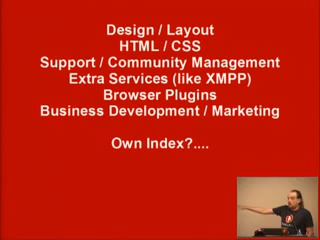 Design / Layout
HTML / CSS
Support / Community Management
Extra Services (like XMPP)
Browser Plugins
Business Development / Marketing
Own Index?....